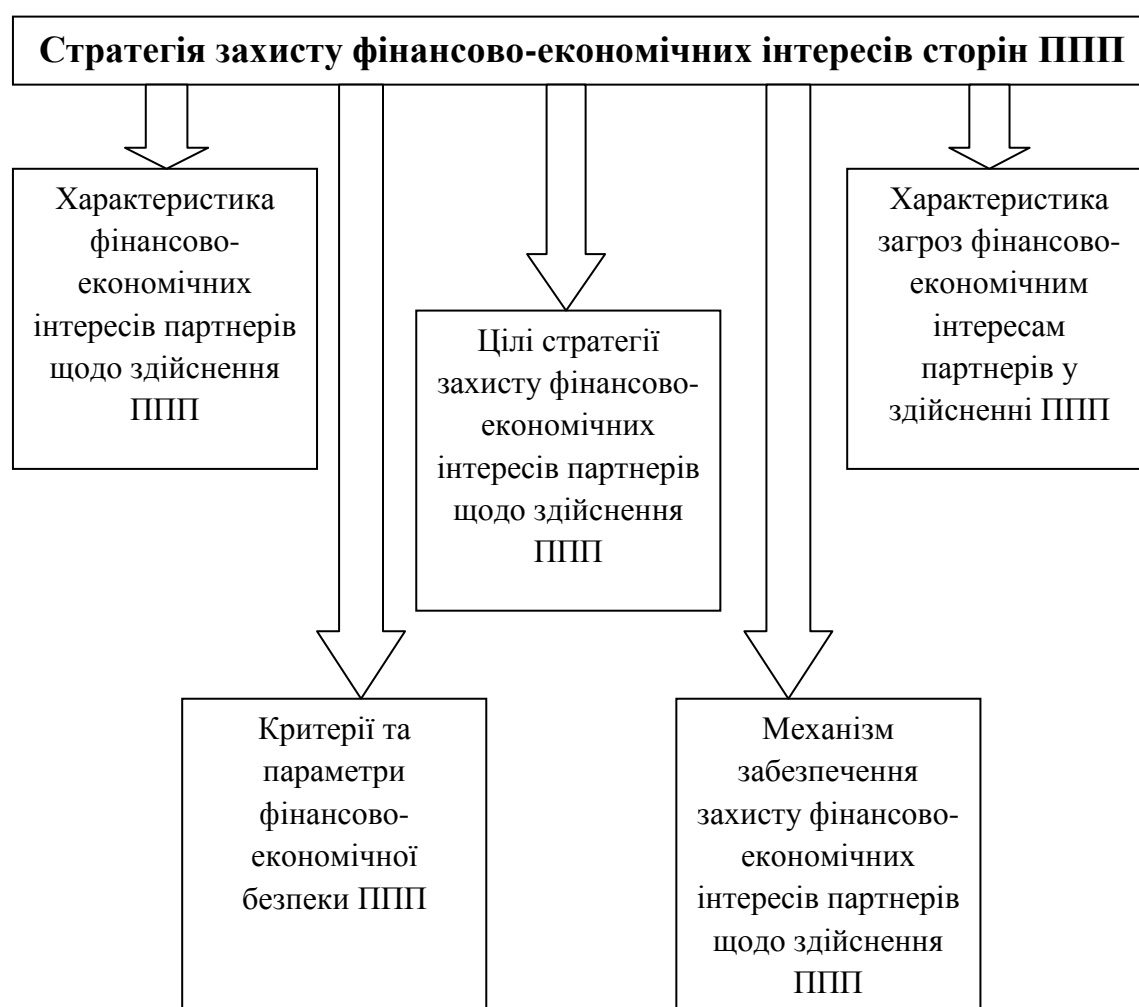 Стратегія захисту фінансово-економічних інтересів сторін ППП
Характеристика
фінансово-
економічних
інтересів партнерів
щодо здійснення
ППП
Цілі стратегії
захисту фінансово-
економічних
інтересів партнерів
щодо здійснення
ППП
Характеристика
загроз фінансово-
економічним
інтересам
партнерів у
здійсненні ППП
Критерії та
параметри
фінансово-
економічної
безпеки ППП
Механізм
забезпечення
захисту фінансово-
економічних
інтересів партнерів
щодо здійснення
ППП